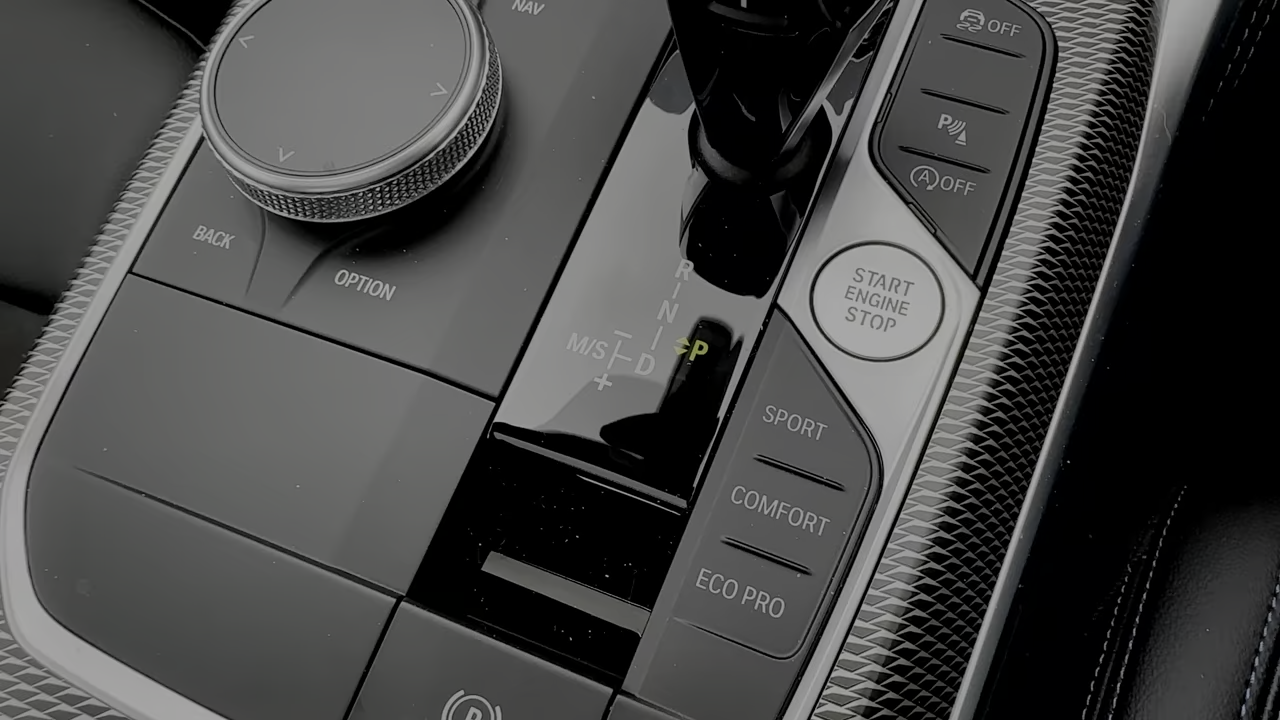 NAV
OFF
P
A OFF
BACK
OPTION
START
ENGINE
STOP
R
N
M/S
D
P
−
+
SPORT
COMFORT
ECO PRO